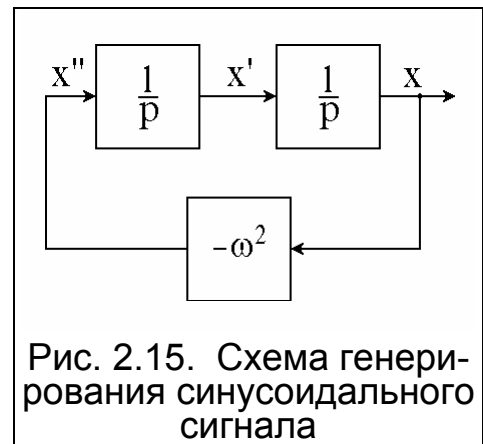 x" 1/p x' 1/p x
-ω²
Рис. 2.15. Схема генери-
рования синусоидального
сигнала